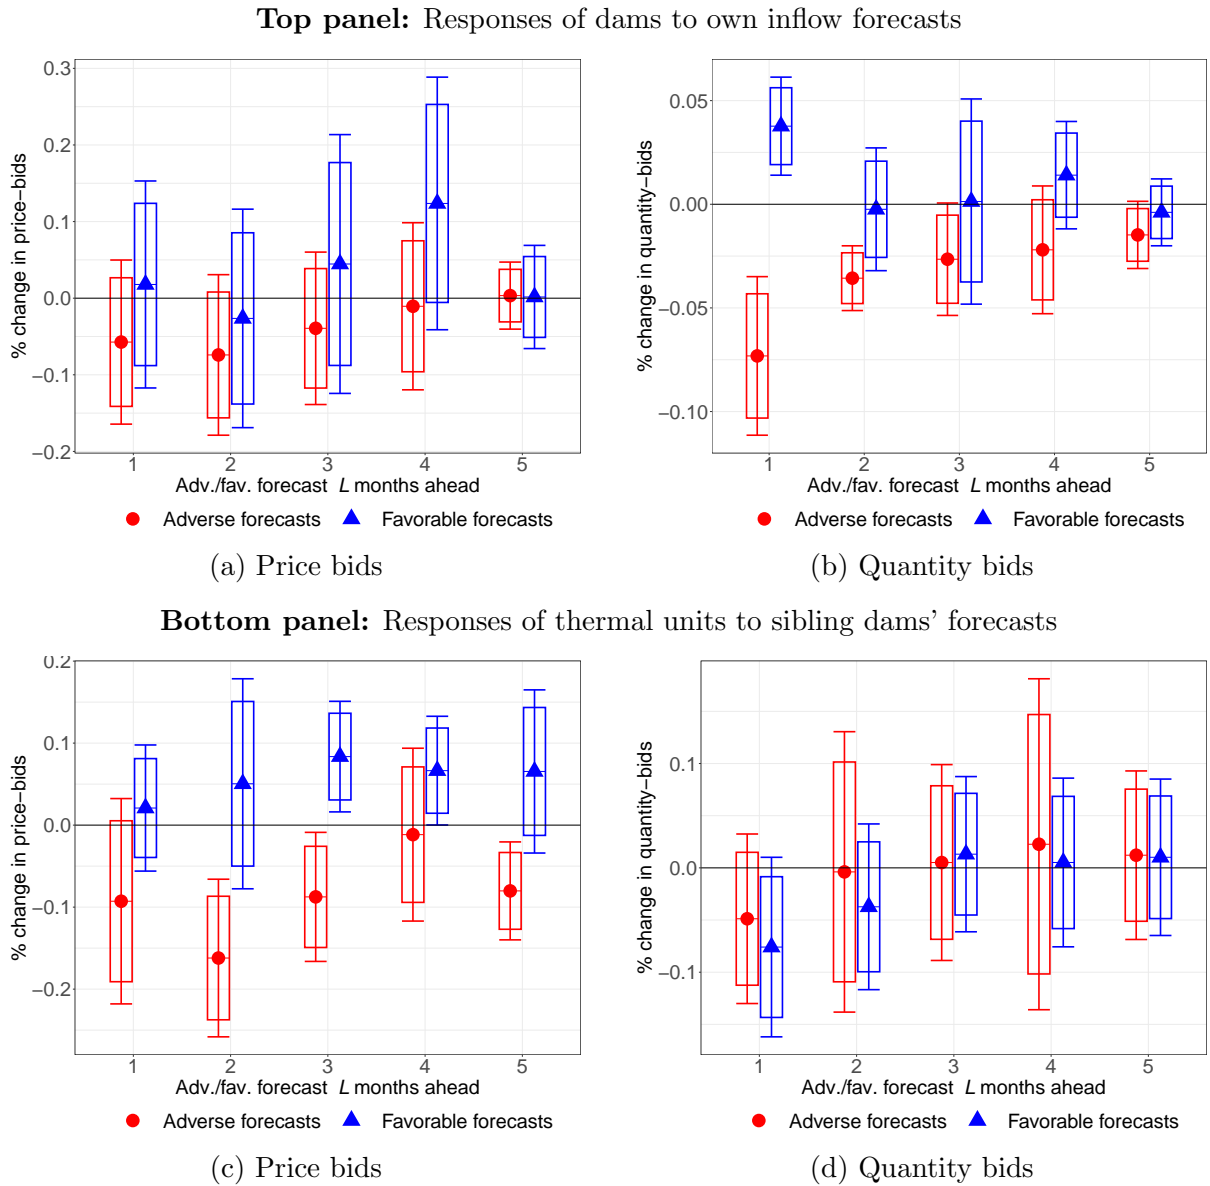 Top panel: Responses of dams to own inflow forecasts
% change in price−bids
0.3
0.2
0.1
0.0
−0.1
−0.2
1 2 3 4 5
Adv./fav. forecast L months ahead
Adverse forecasts Favorable forecasts
(a) Price bids
% change in quantity−bids
0.05
0.00
−0.05
−0.10
1 2 3 4 5
Adv./fav. forecast L months ahead
Adverse forecasts Favorable forecasts
(b) Quantity bids
Bottom panel: Responses of thermal units to sibling dams’ forecasts
% change in price−bids
0.2
0.1
0.0
−0.1
−0.2
1 2 3 4 5
Adv./fav. forecast L months ahead
Adverse forecasts Favorable forecasts
(c) Price bids
% change in quantity−bids
0.1
0.0
−0.1
1 2 3 4 5
Adv./fav. forecast L months ahead
Adverse forecasts Favorable forecasts
(d) Quantity bids